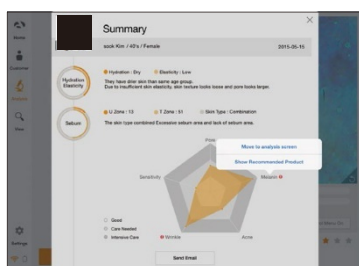 Summary
sook Kim / 40's / Female
2015-05-15
Home
Customer
Analysis
View
Settings
Hydration
Elasticity
Hydration : Dry
Elasticity : Low
They have drier skin than same age group.
Due to insufficient skin elasticity, skin texture looks loose and pore looks larger.
Sebum
U Zone : 13
T Zone : 51
Skin Type : Combination
The skin type combined Excessive sebum area and lack of sebum area.
Pore
Move to analysis screen
Show Recommended Product
Sensitivity
Melanin
Good
Care Needed
Intensive Care
Wrinkle
Acne
Send Email